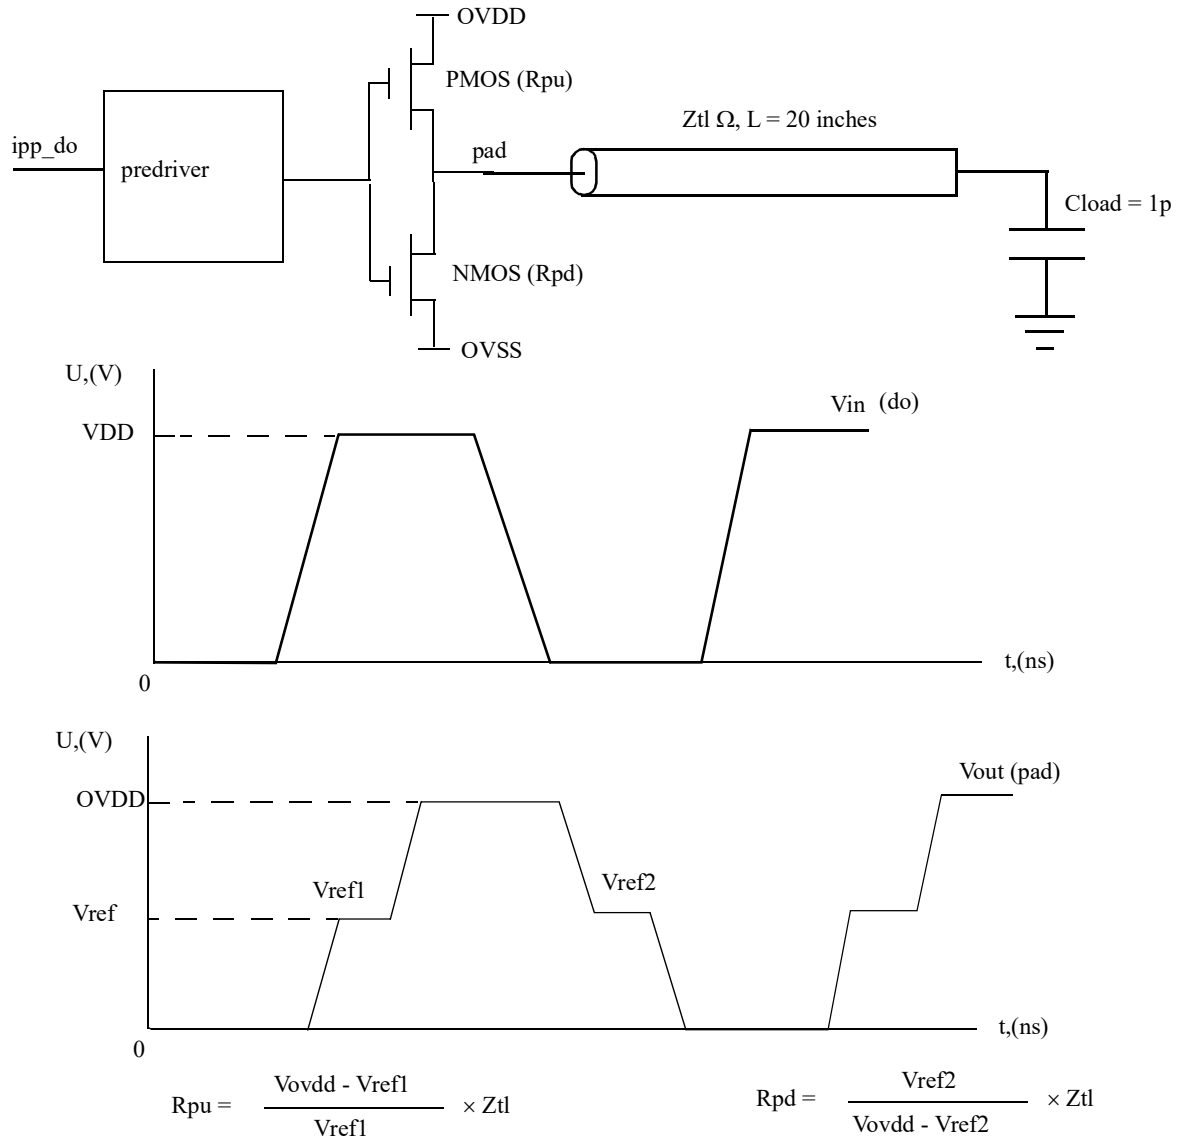 OVDD
PMOS (Rpu)
Ztl Ω, L = 20 inches
ipp_do
pad
predriver
Cload = 1p
NMOS (Rpd)
OVSS
U,(V)
Vin (do)
VDD
t,(ns)
0
U,(V)
Vout (pad)
OVDD
Vref1
Vref2
Vref
t,(ns)
0
Rpu = Vovdd - Vref1 × Ztl
Vref1
Rpd = Vref2 × Ztl
Vovdd - Vref2